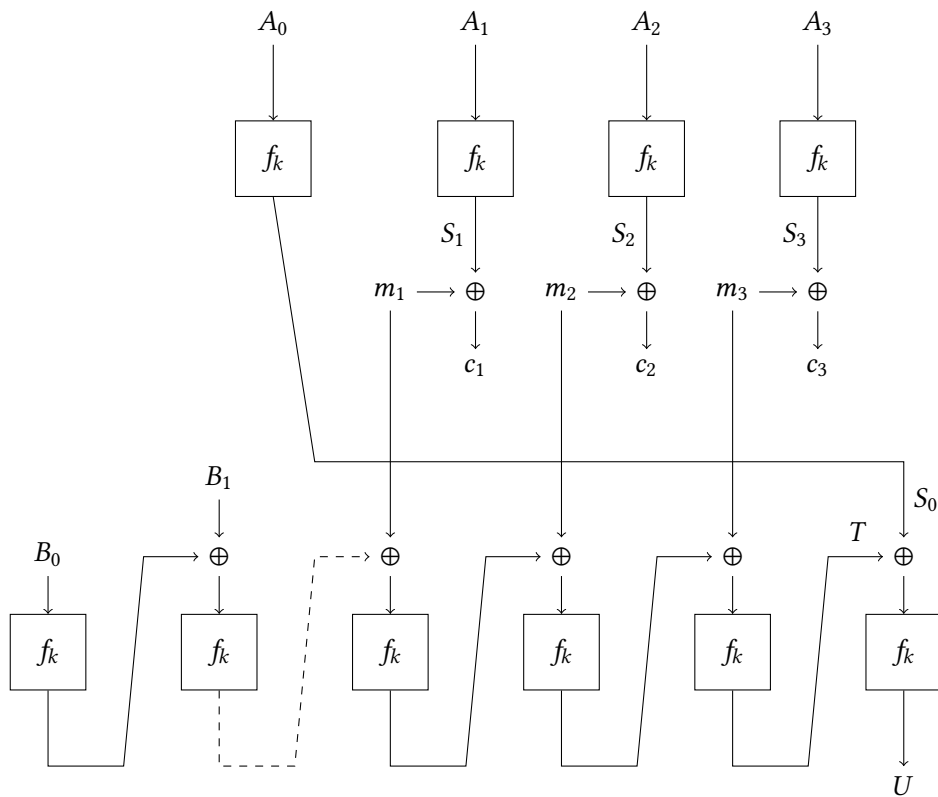 A₀ A₁ A₂ A₃
fₖ fₖ fₖ fₖ
S₁ S₂ S₃
m₁ ⊕ m₂ ⊕ m₃ ⊕
c₁ c₂ c₃
B₁
S₀
B₀ ⊕ ⊕ ⊕ ⊕ T ⊕
fₖ fₖ fₖ fₖ fₖ fₖ
U